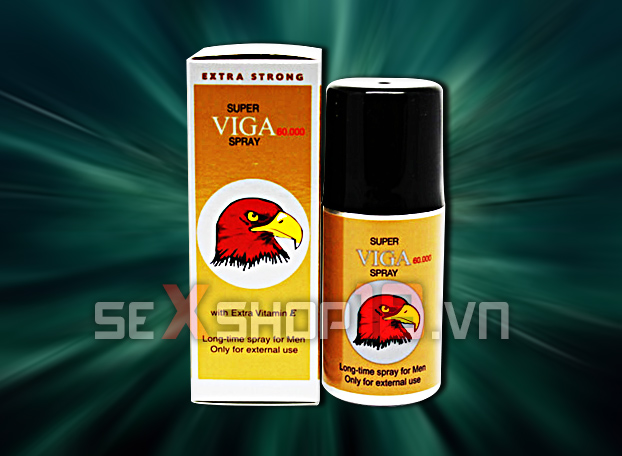 EXTRA STRONG
SUPER
VIGA 60.000
SPRAY
with Extra Vitamin E
Long-time spray for Men
Only for external use
SUPER
VIGA 60.000
SPRAY
Long-time spray for Men
Only for external use